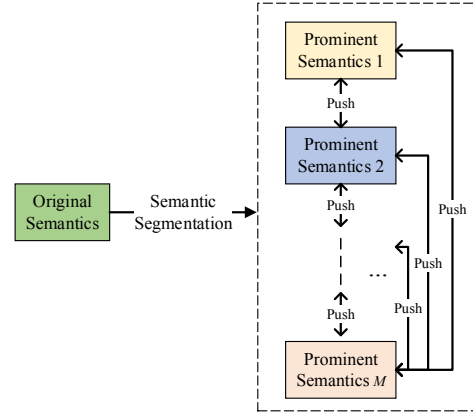 Prominent
Semantics 1
Push
Prominent
Semantics 2
Original
Semantics
Semantic
Segmentation
Push
Push
...
Push
Push
Push
Prominent
Semantics M